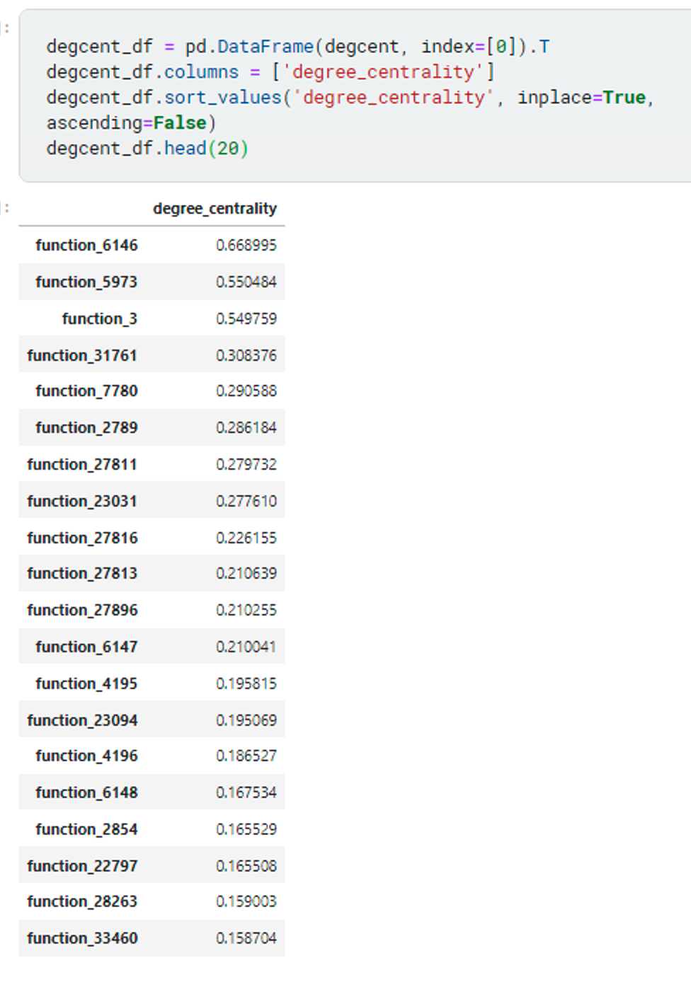 ]:
degcent_df = pd.DataFrame(degcent, index=[0]).T
degcent_df.columns = ['degree_centrality']
degcent_df.sort_values('degree_centrality', inplace=True,
ascending=False)
degcent_df.head(20)
]:
degree_centrality
function_6146 0.668995
function_5973 0.550484
function_3 0.549759
function_31761 0.308376
function_7780 0.290588
function_2789 0.286184
function_27811 0.279732
function_23031 0.277610
function_27816 0.226155
function_27813 0.210639
function_27896 0.210255
function_6147 0.210041
function_4195 0.195815
function_23094 0.195069
function_4196 0.186527
function_6148 0.167534
function_2854 0.165529
function_22797 0.165508
function_28263 0.159003
function_33460 0.158704